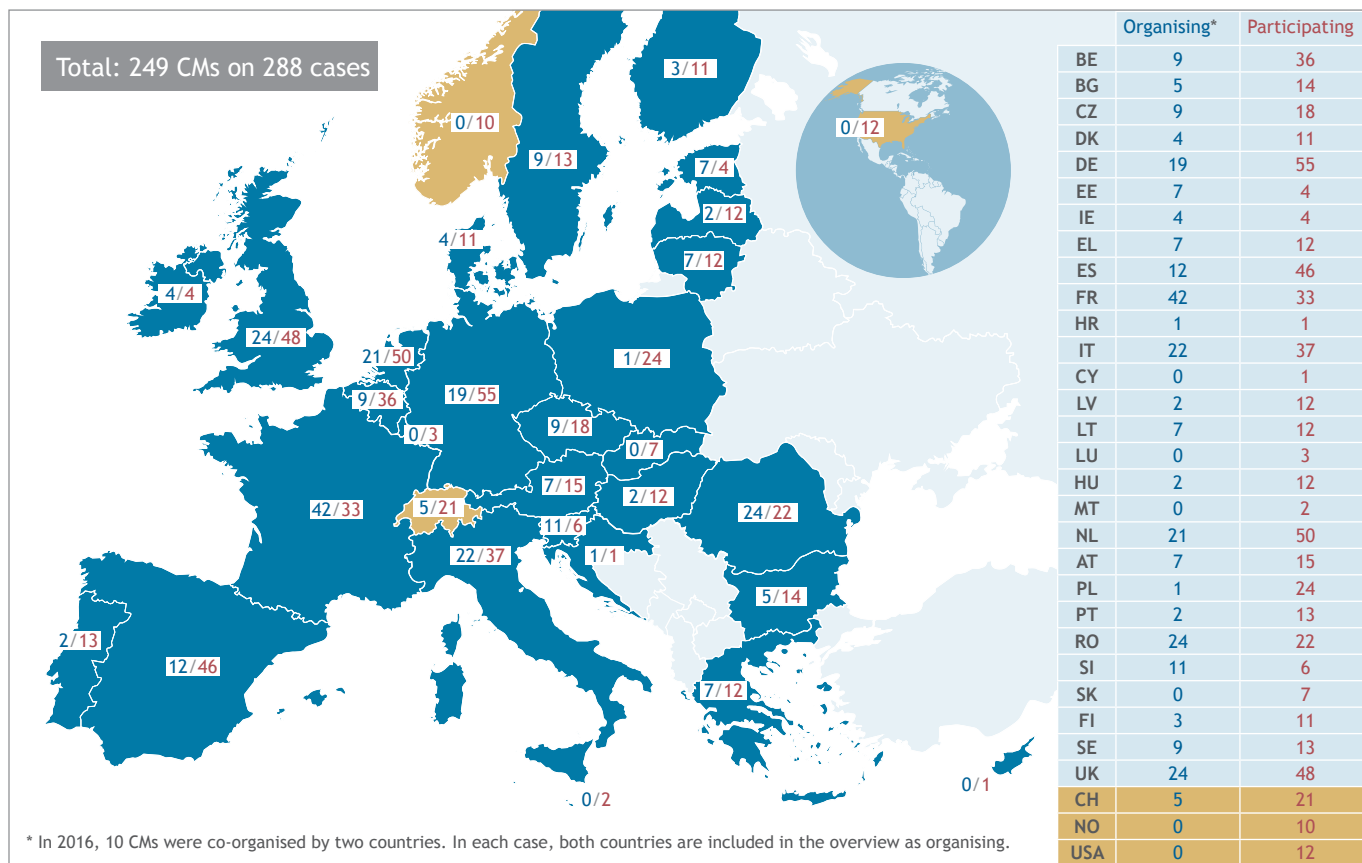 Total: 249 CMs on 288 cases
0/10
3/11
9/13
0/12
7/4
2/12
4/11
7/12
4/4
24/48
21/50
1/24
9/36
19/55
0/3
9/18
0/7
7/15
2/12
42/33
5/21
24/22
11/6
22/37
1/1
5/14
2/13
12/46
7/12
0/1
0/2
* In 2016, 10 CMs were co-organised by two countries. In each case, both countries are included in the overview as organising.
Organising* Participating
BE 9 36
BG 5 14
CZ 9 18
DK 4 11
DE 19 55
EE 7 4
IE 4 4
EL 7 12
ES 12 46
FR 42 33
HR 1 1
IT 22 37
CY 0 1
LV 2 12
LT 7 12
LU 0 3
HU 2 12
MT 0 2
NL 21 50
AT 7 15
PL 1 24
PT 2 13
RO 24 22
SI 11 6
SK 0 7
FI 3 11
SE 9 13
UK 24 48
CH 5 21
NO 0 10
USA 0 12